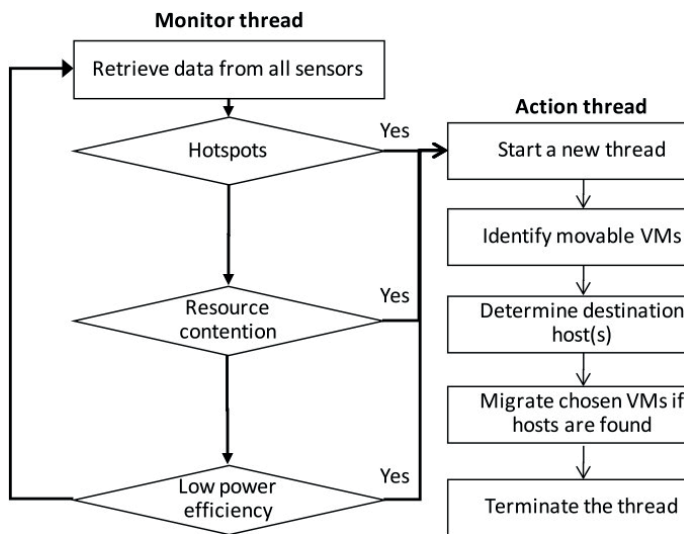 Monitor thread
Retrieve data from all sensors
Hotspots
Yes
Resource
contention
Yes
Low power
efficiency
Yes
Action thread
Start a new thread
Identify movable VMs
Determine destination
host(s)
Migrate chosen VMs if
hosts are found
Terminate the thread